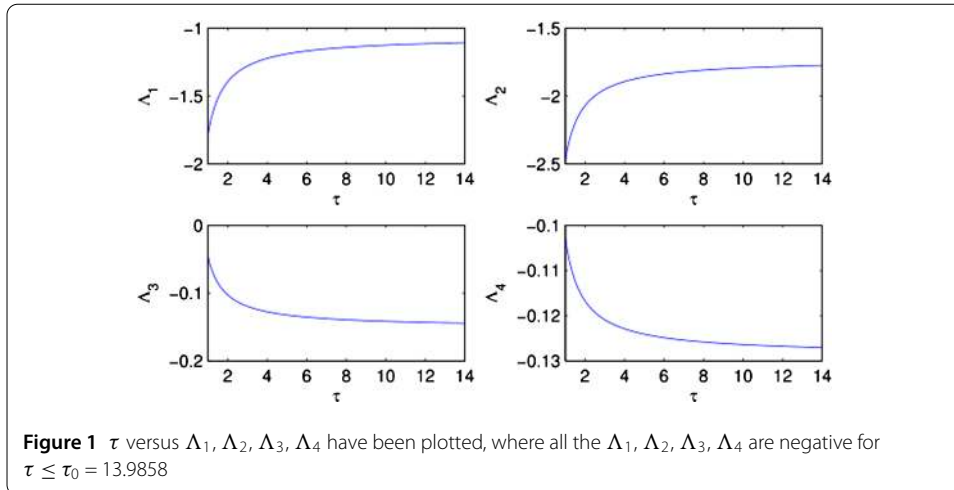 -1
-1.5
-2
Λ1
2 4 6 8 10 12 14
τ
-1.5
-2
-2.5
Λ2
2 4 6 8 10 12 14
τ
0
-0.1
-0.2
Λ3
2 4 6 8 10 12 14
τ
-0.1
-0.11
-0.12
-0.13
Λ4
2 4 6 8 10 12 14
τ
Figure 1 τ versus Λ1, Λ2, Λ3, Λ4 have been plotted, where all the Λ1, Λ2, Λ3, Λ4 are negative for
τ ≤ τ0 = 13.9858